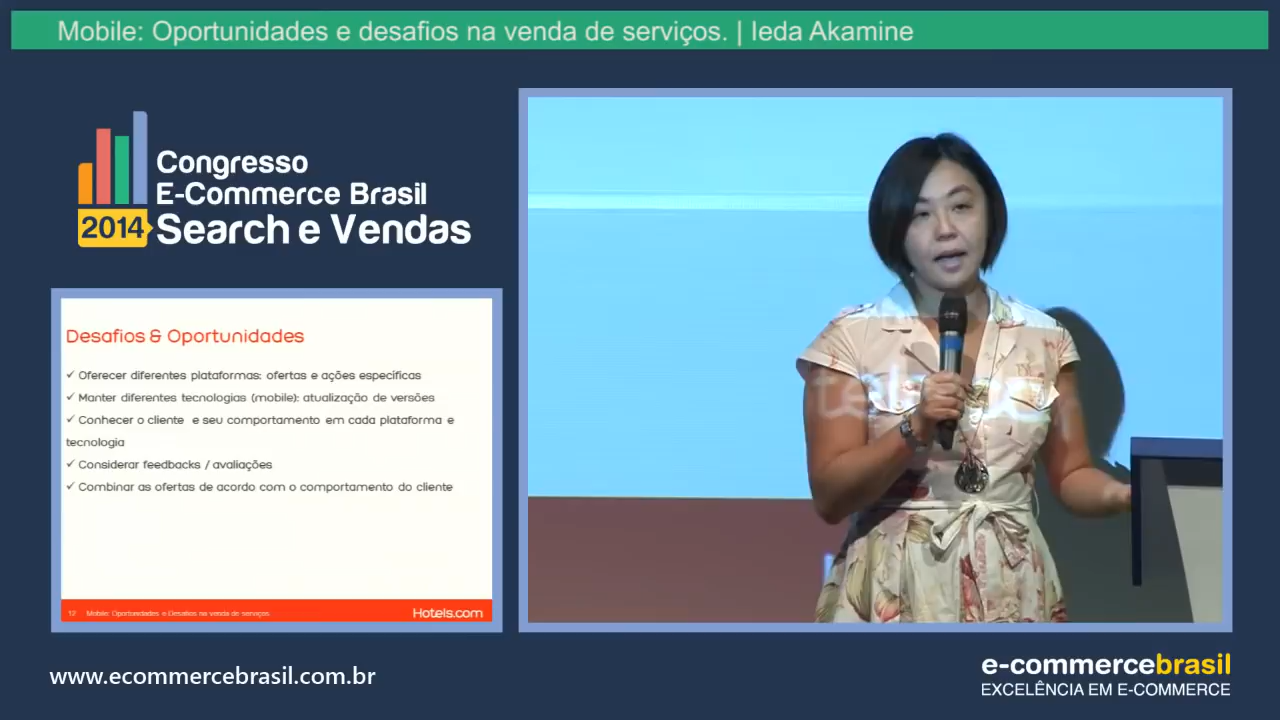 Mobile: Oportunidades e desafios na venda de serviços. | Ieda Akamine
Congresso
E-Commerce Brasil
2014 Search e Vendas
Desafios & Oportunidades
✓ Oferecer diferentes plataformas: ofertas e ações específicas
✓ Manter diferentes tecnologias (mobile): atualização de versões
✓ Conhecer o cliente e seu comportamento em cada plataforma e
tecnologia
✓ Considerar feedbacks / avaliações
✓ Combinar as ofertas de acordo com o comportamento do cliente
12 Mobile: Oportunidades e Desafios na venda de serviços.
Hotels.com
www.ecommercebrasil.com.br
e-commercebrasil
EXCELÊNCIA EM E-COMMERCE